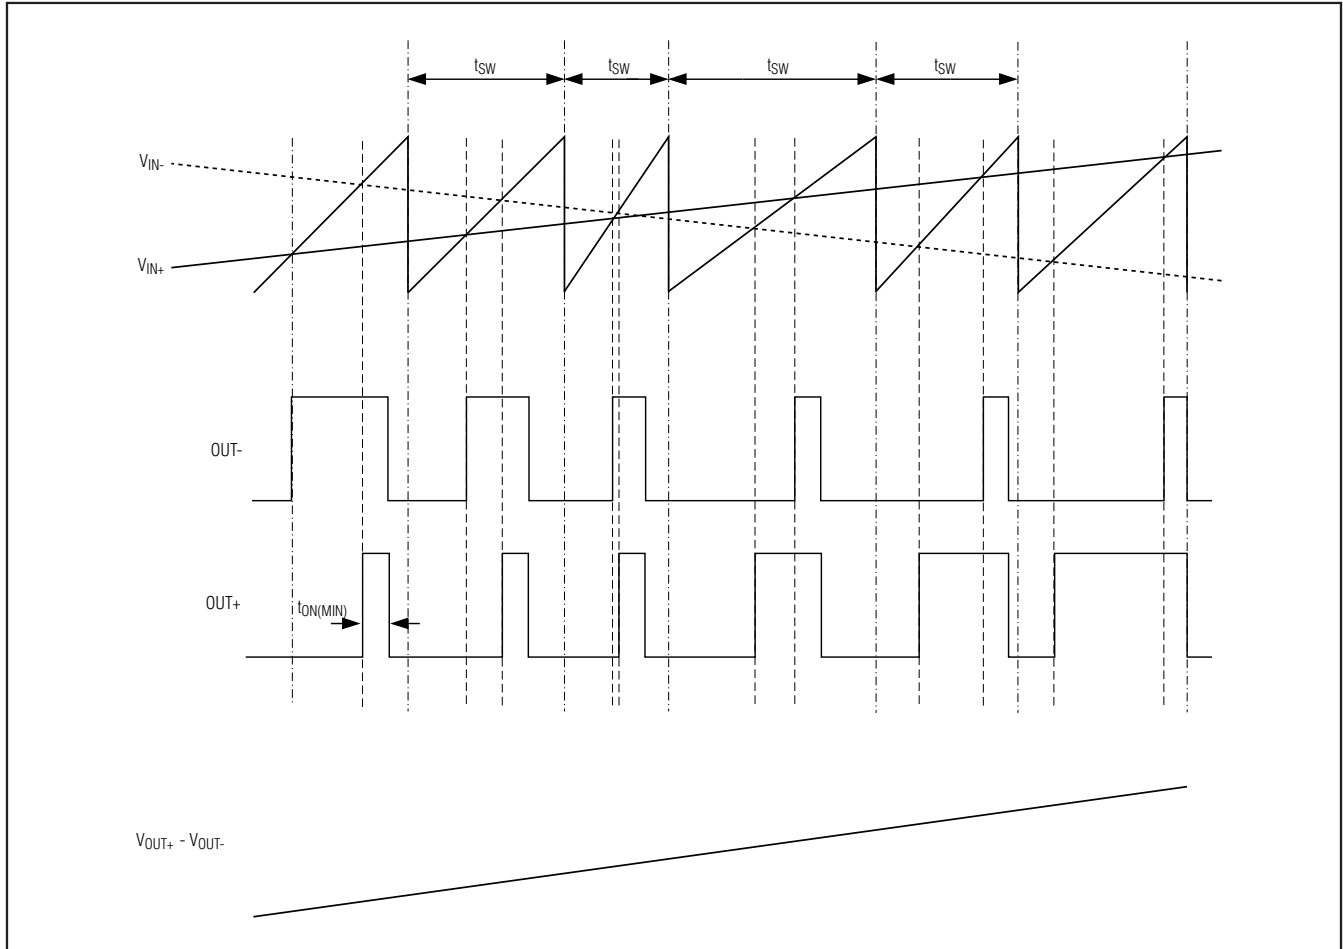 tSW tSW tSW tSW
VIN-
VIN+
OUT-
OUT+
tON(MIN)
VOUT+ - VOUT-